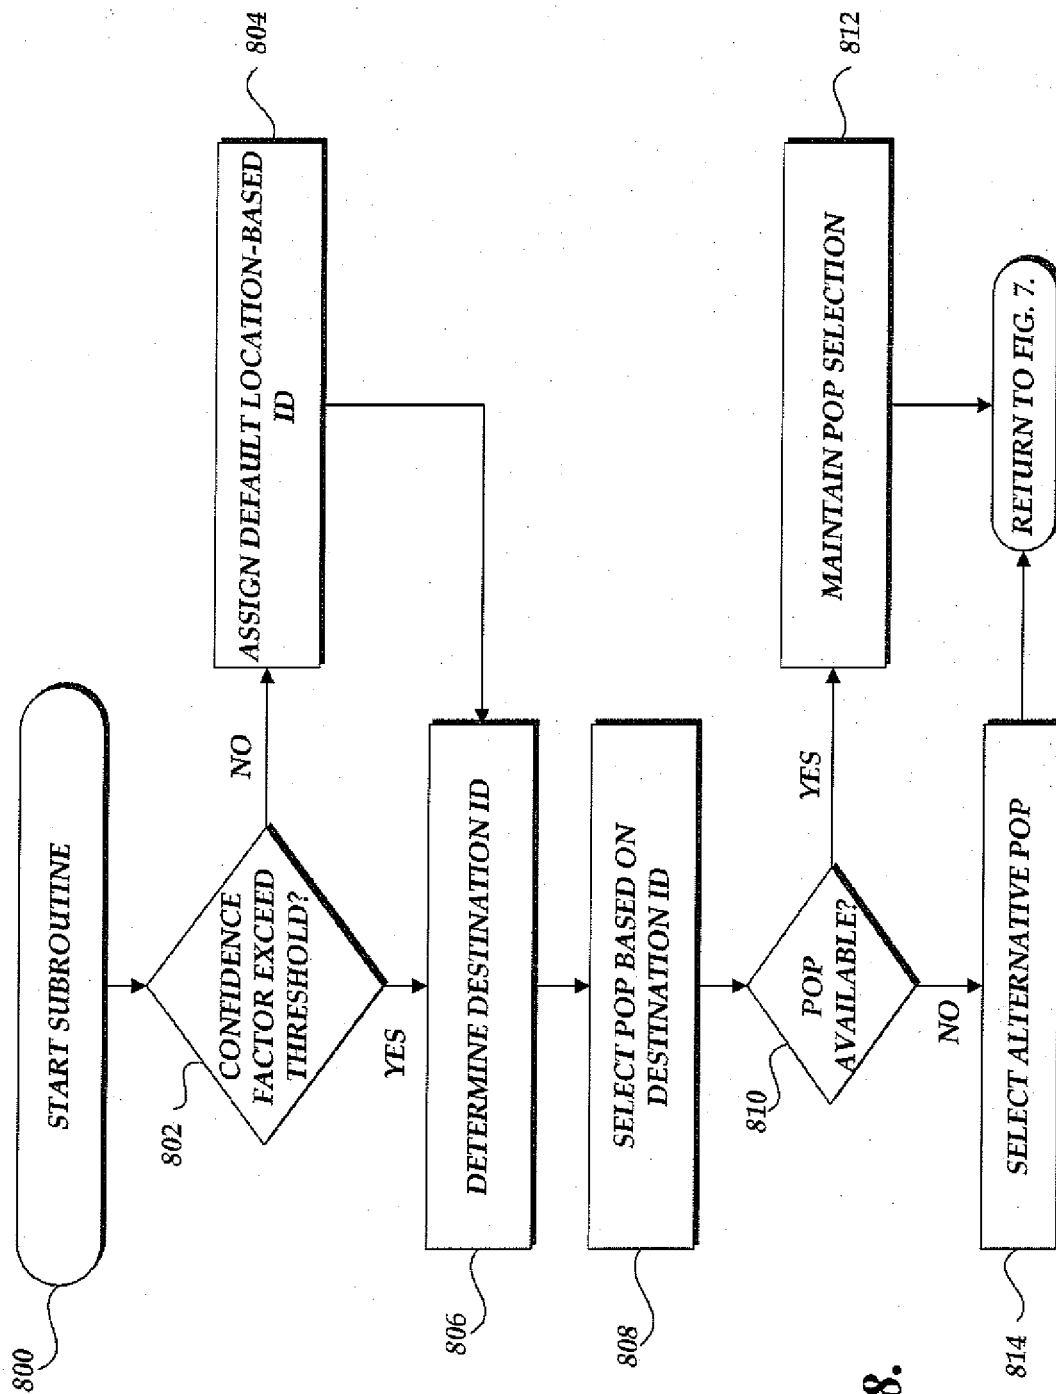 800
START SUBROUTINE
802
CONFIDENCE
FACTOR EXCEED
THRESHOLD?
NO
804
ASSIGN DEFAULT LOCATION-BASED
ID
YES
806
DETERMINE DESTINATION ID
808
SELECT POP BASED ON
DESTINATION ID
810
POP
AVAILABLE?
YES
812
MAINTAIN POP SELECTION
NO
814
SELECT ALTERNATIVE POP
RETURN TO FIG. 7.
8.